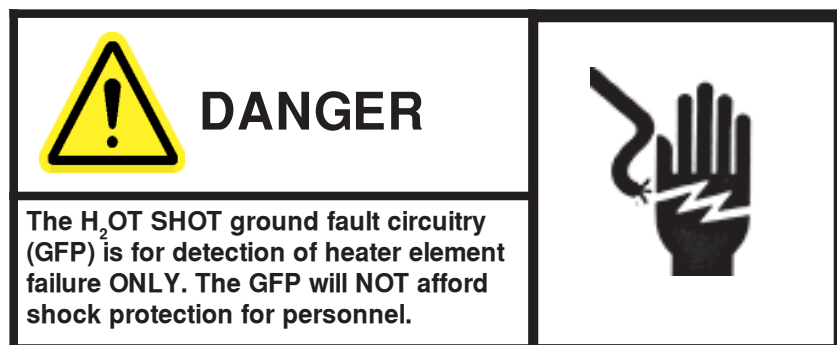 DANGER
The H₂OT SHOT ground fault circuitry
(GFP) is for detection of heater element
failure ONLY. The GFP will NOT afford
shock protection for personnel.